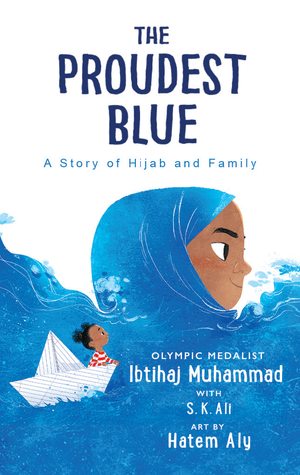 THE
PROUDEST
BLUE
A Story of Hijab and Family
OLYMPIC MEDALIST
Ibtihaj Muhammad
WITH
S. K. Ali
ART BY
Hatem Aly